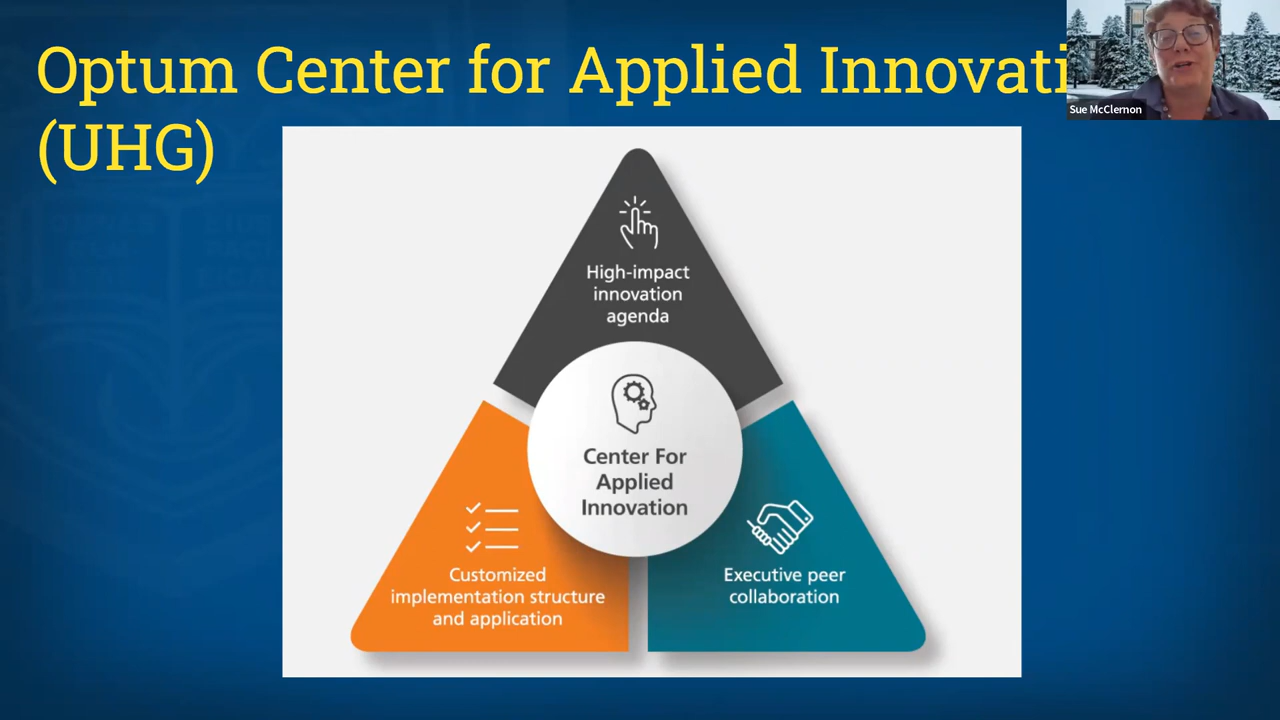 Optum Center for Applied Innovati
(UHG)
Sue McClernon
High-impact
innovation
agenda
Center For
Applied
Innovation
Customized
implementation structure
and application
Executive peer
collaboration